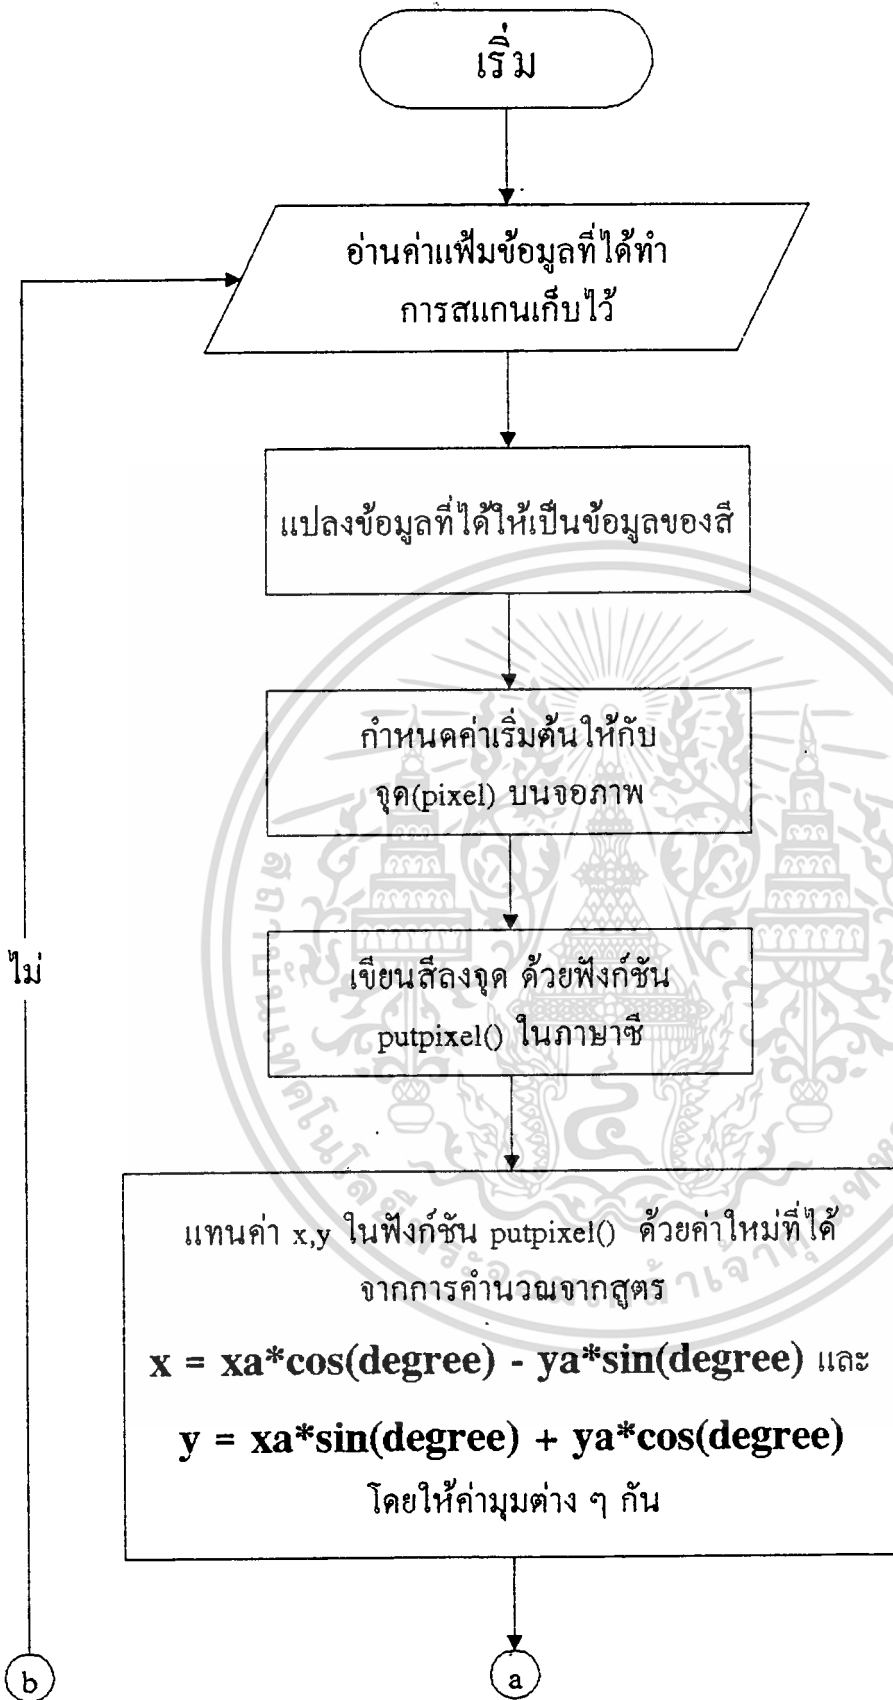 เริ่ม
อ่านค่าแฟ้มข้อมูลที่ได้ทำ
การสแกนเก็บไว้
แปลงข้อมูลที่ได้ให้เป็นข้อมูลของสี
กำหนดค่าเริ่มต้นให้กับ
จุด(pixel) บนจอภาพ
ไม่
เขียนสีลงจุด ด้วยฟังก์ชัน
putpixel() ในภาษาซี
แทนค่า x,y ในฟังก์ชัน putpixel() ด้วยค่าใหม่ที่ได้
จากการคำนวณจากสูตร
x = xa*cos(degree) - ya*sin(degree) และ
y = xa*sin(degree) + ya*cos(degree)
โดยให้ค่ามุมต่าง ๆ กัน
b
a